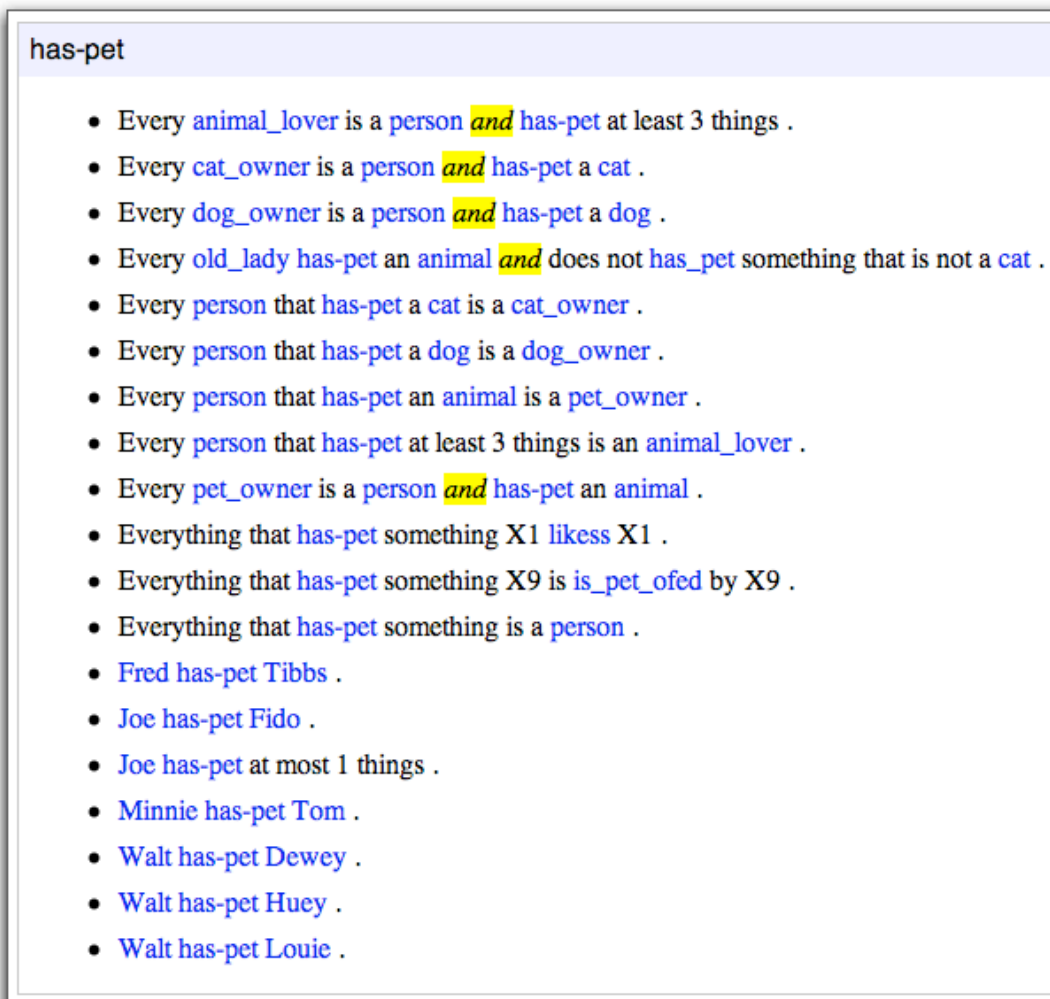 has-pet
• Every animal_lover is a person and has-pet at least 3 things .
• Every cat_owner is a person and has-pet a cat .
• Every dog_owner is a person and has-pet a dog .
• Every old_lady has-pet an animal and does not has_pet something that is not a cat .
• Every person that has-pet a cat is a cat_owner .
• Every person that has-pet a dog is a dog_owner .
• Every person that has-pet an animal is a pet_owner .
• Every person that has-pet at least 3 things is an animal_lover .
• Every pet_owner is a person and has-pet an animal .
• Everything that has-pet something X1 likess X1 .
• Everything that has-pet something X9 is is_pet_ofed by X9 .
• Everything that has-pet something is a person .
• Fred has-pet Tibbs .
• Joe has-pet Fido .
• Joe has-pet at most 1 things .
• Minnie has-pet Tom .
• Walt has-pet Dewey .
• Walt has-pet Huey .
• Walt has-pet Louie .